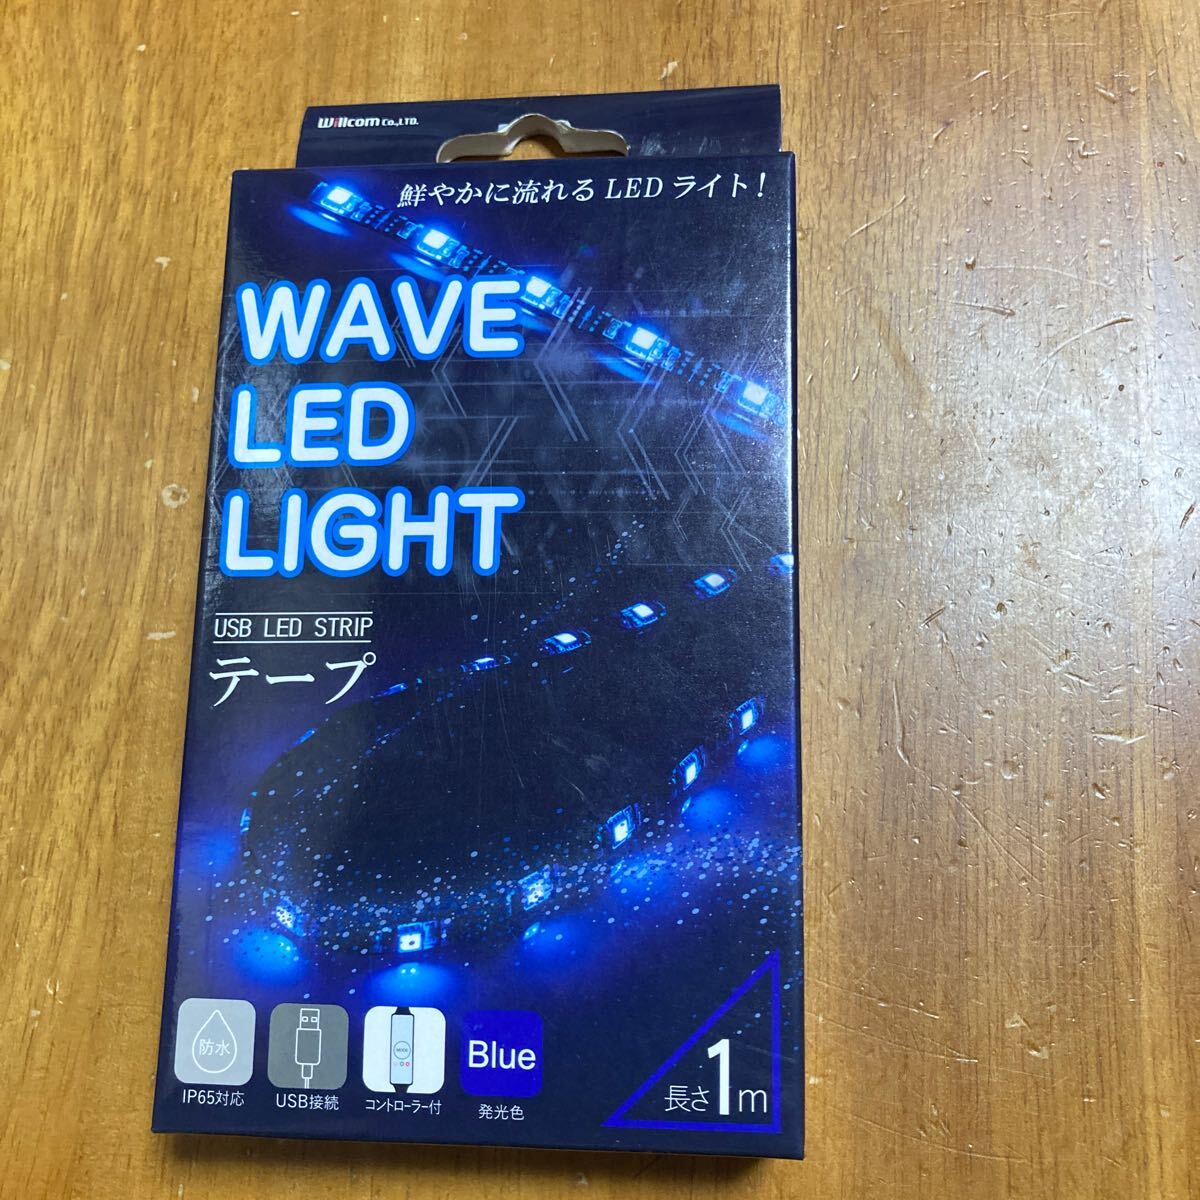 Willcom Co.,LTD.
鮮やかに流れる LED ライト!
WAVE
LED
LIGHT
USB LED STRIP
テープ
防水
IP65対応
USB接続
MODE
コントローラー付
Blue
発光色
長さ1m